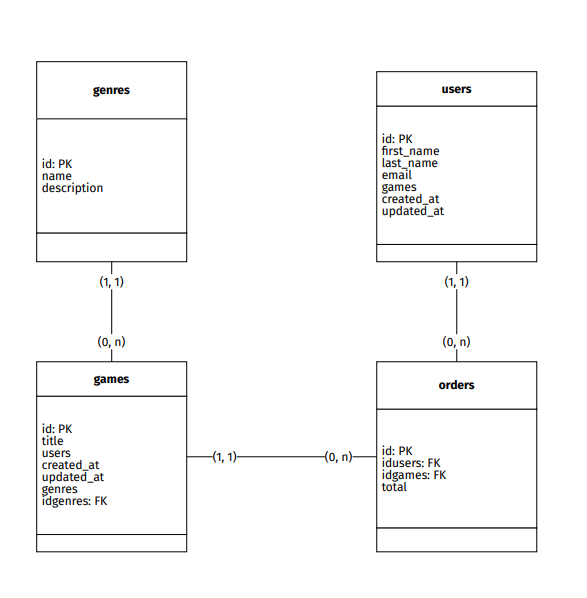 genres
id: PK
name
description
users
id: PK
first_name
last_name
email
games
created_at
updated_at
(1, 1)
(1, 1)
(0, n)
(0, n)
games
id: PK
title
users
created_at
updated_at
genres
idgenres: FK
(1, 1)
(0, n)
orders
id: PK
idusers: FK
idgames: FK
total